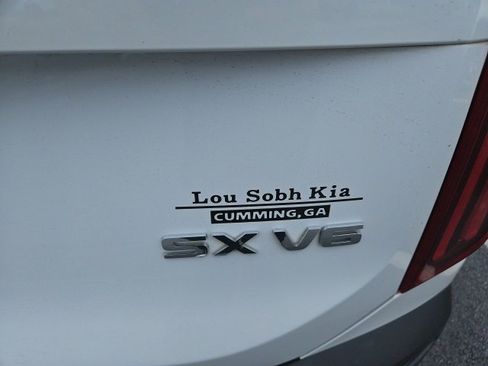 Lou Sobh Kia
CUMMING, GA
SX V6